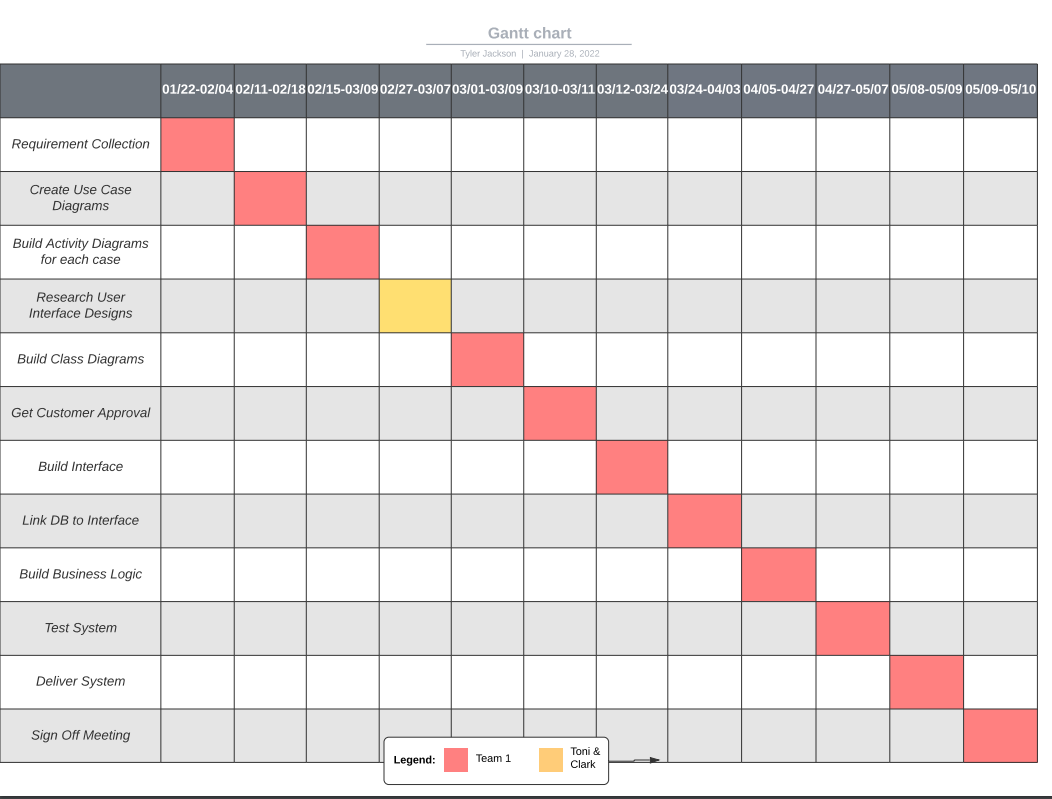 Gantt chart
Tyler Jackson | January 28, 2022
01/22-02/04 02/11-02/18 02/15-03/09 02/27-03/07 03/01-03/09 03/10-03/11 03/12-03/24 03/24-04/03 04/05-04/27 04/27-05/07 05/08-05/09 05/09-05/10
Requirement Collection
Create Use Case
Diagrams
Build Activity Diagrams
for each case
Research User
Interface Designs
Build Class Diagrams
Get Customer Approval
Build Interface
Link DB to Interface
Build Business Logic
Test System
Deliver System
Sign Off Meeting
Legend: Team 1 Toni &
Clark